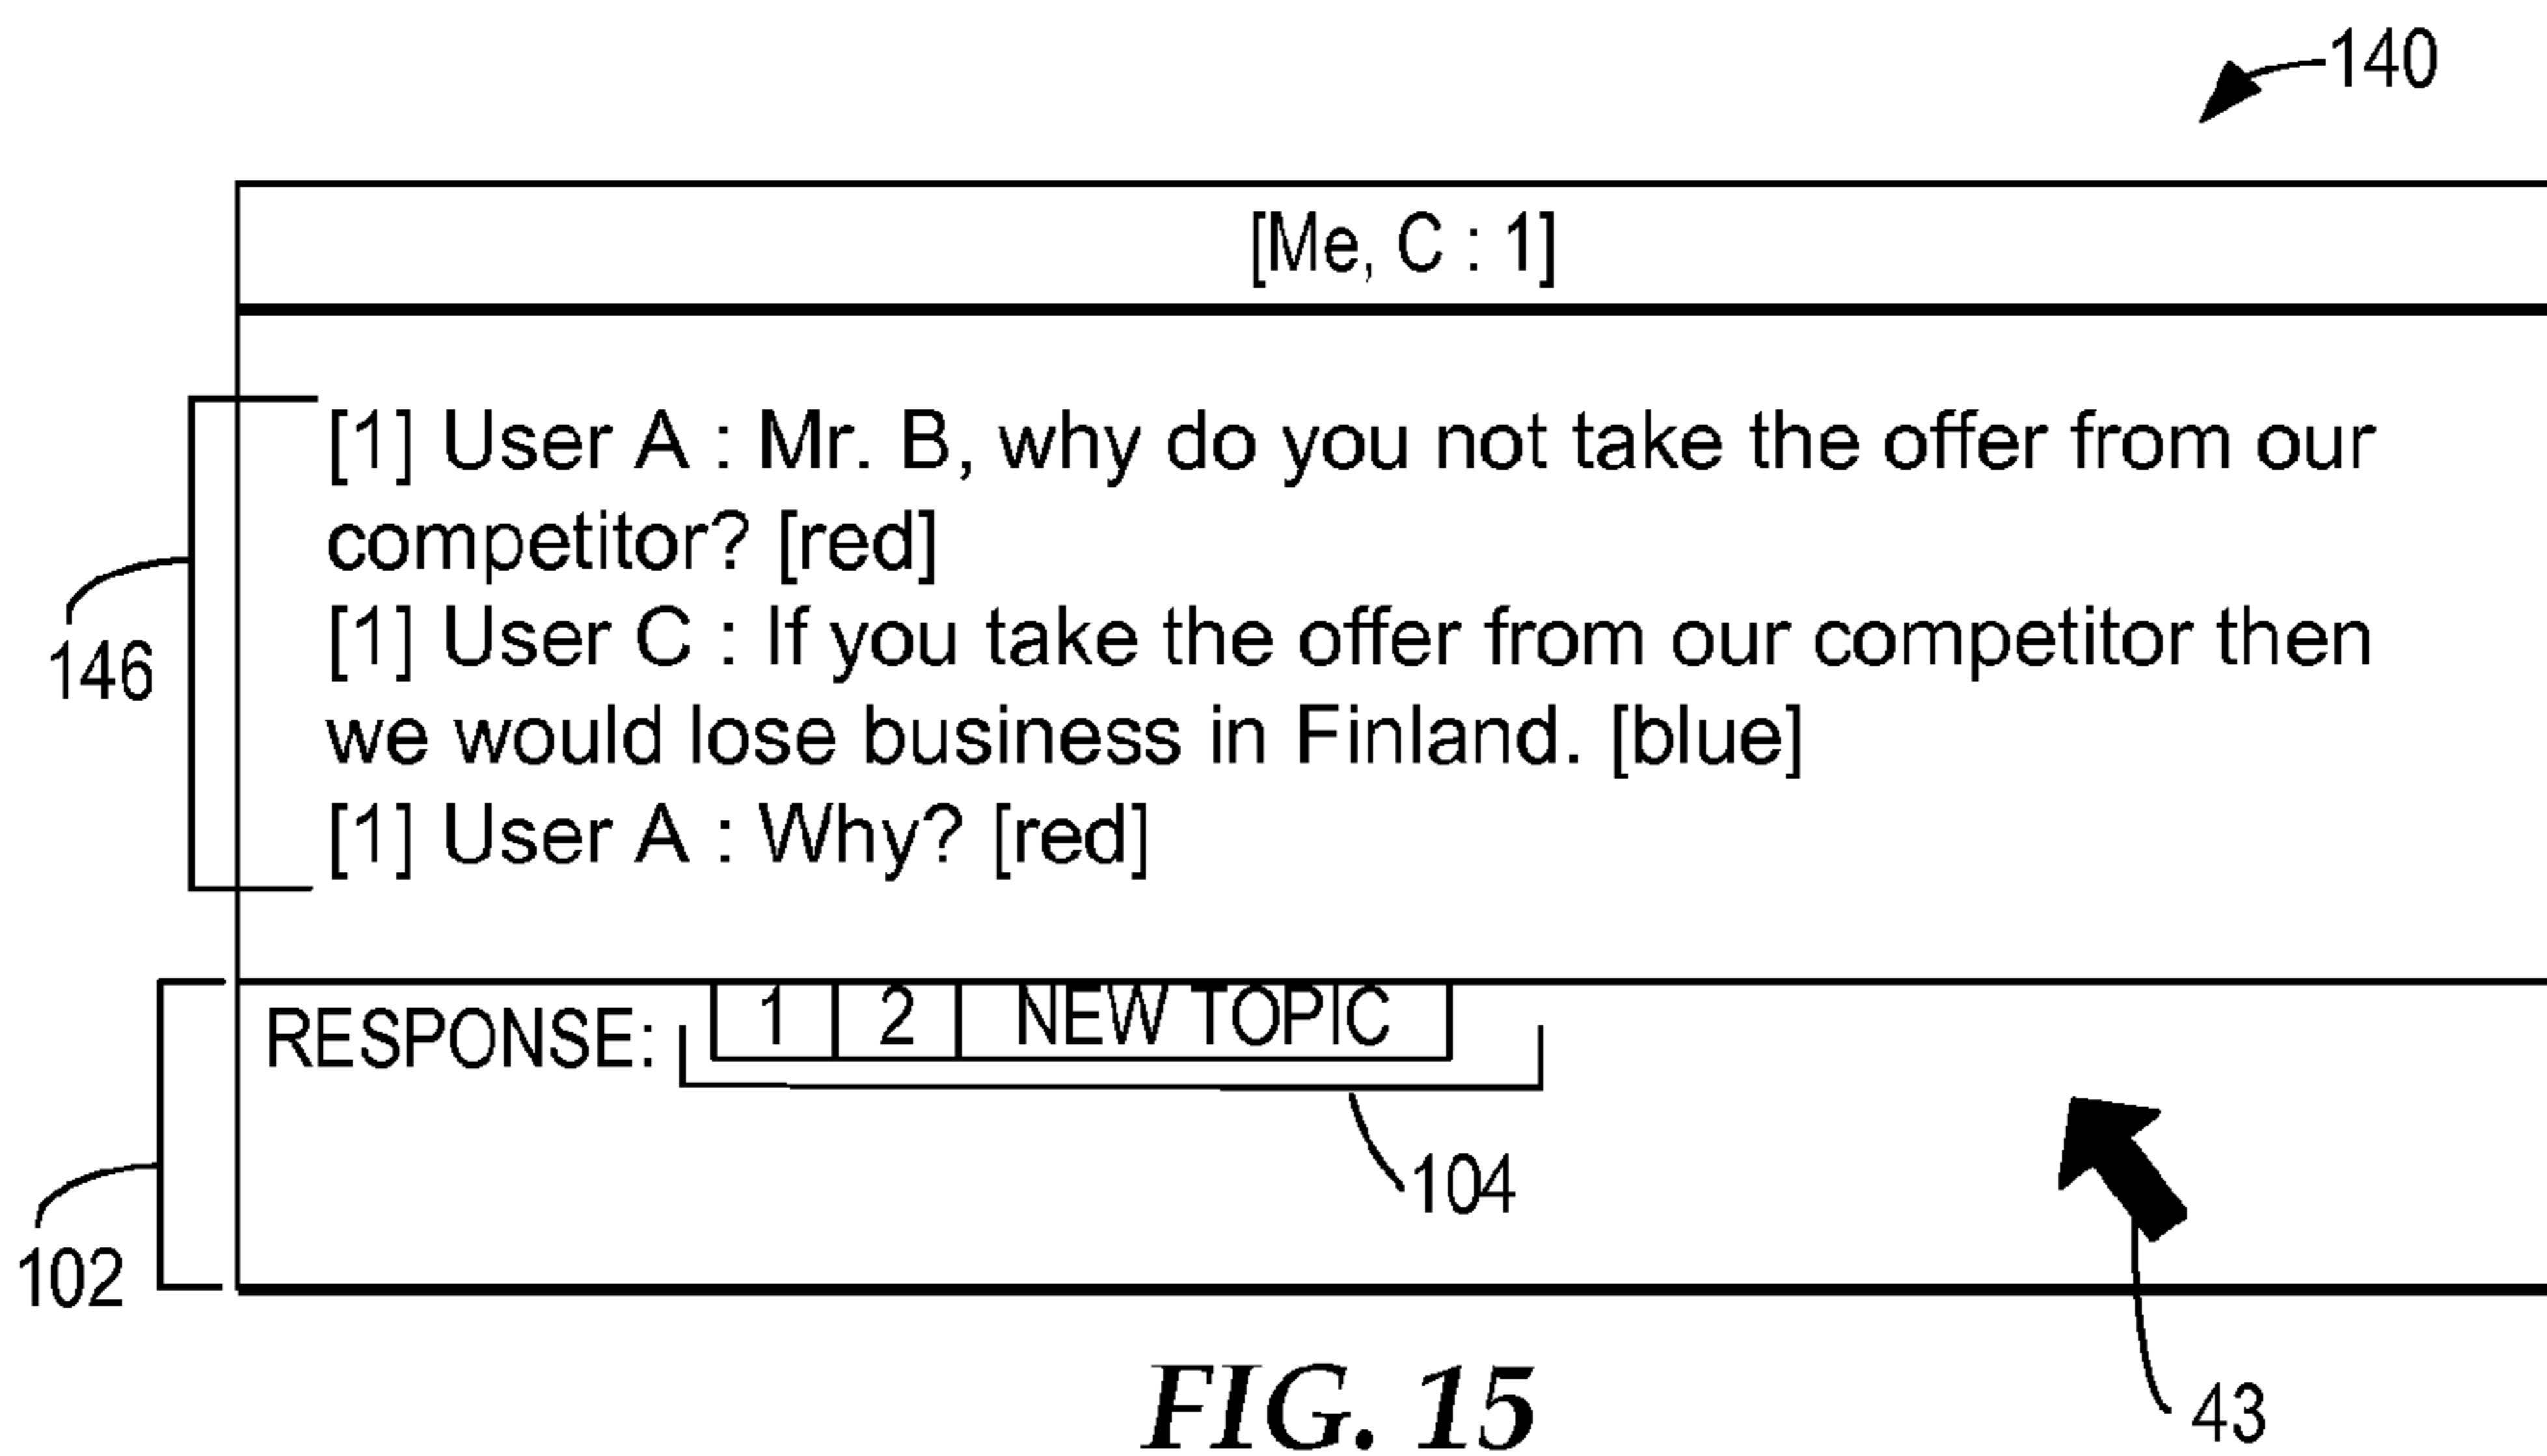 140
[Me, C : 1]
[1] User A : Mr. B, why do you not take the offer from our
competitor? [red]
[1] User C : If you take the offer from our competitor then
we would lose business in Finland. [blue]
[1] User A : Why? [red]
146
RESPONSE: 1 2 NEW TOPIC
104
102
43
FIG. 15